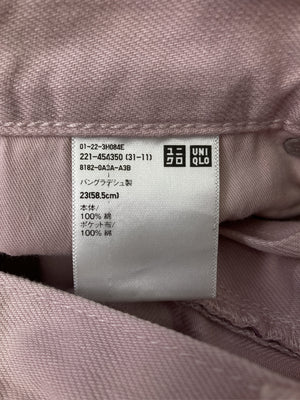 01-22-3H084E
221-454350 (31-11)
8182-0A3A-A3B
バングラデシュ製
23(58.5cm)
本体/
100% 綿
ポケット布/
100% 綿
ユニ
クロ
UNI
QLO